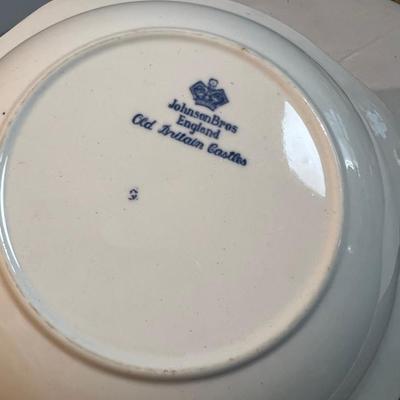 Johnson Bros
England
Old Britain Castles